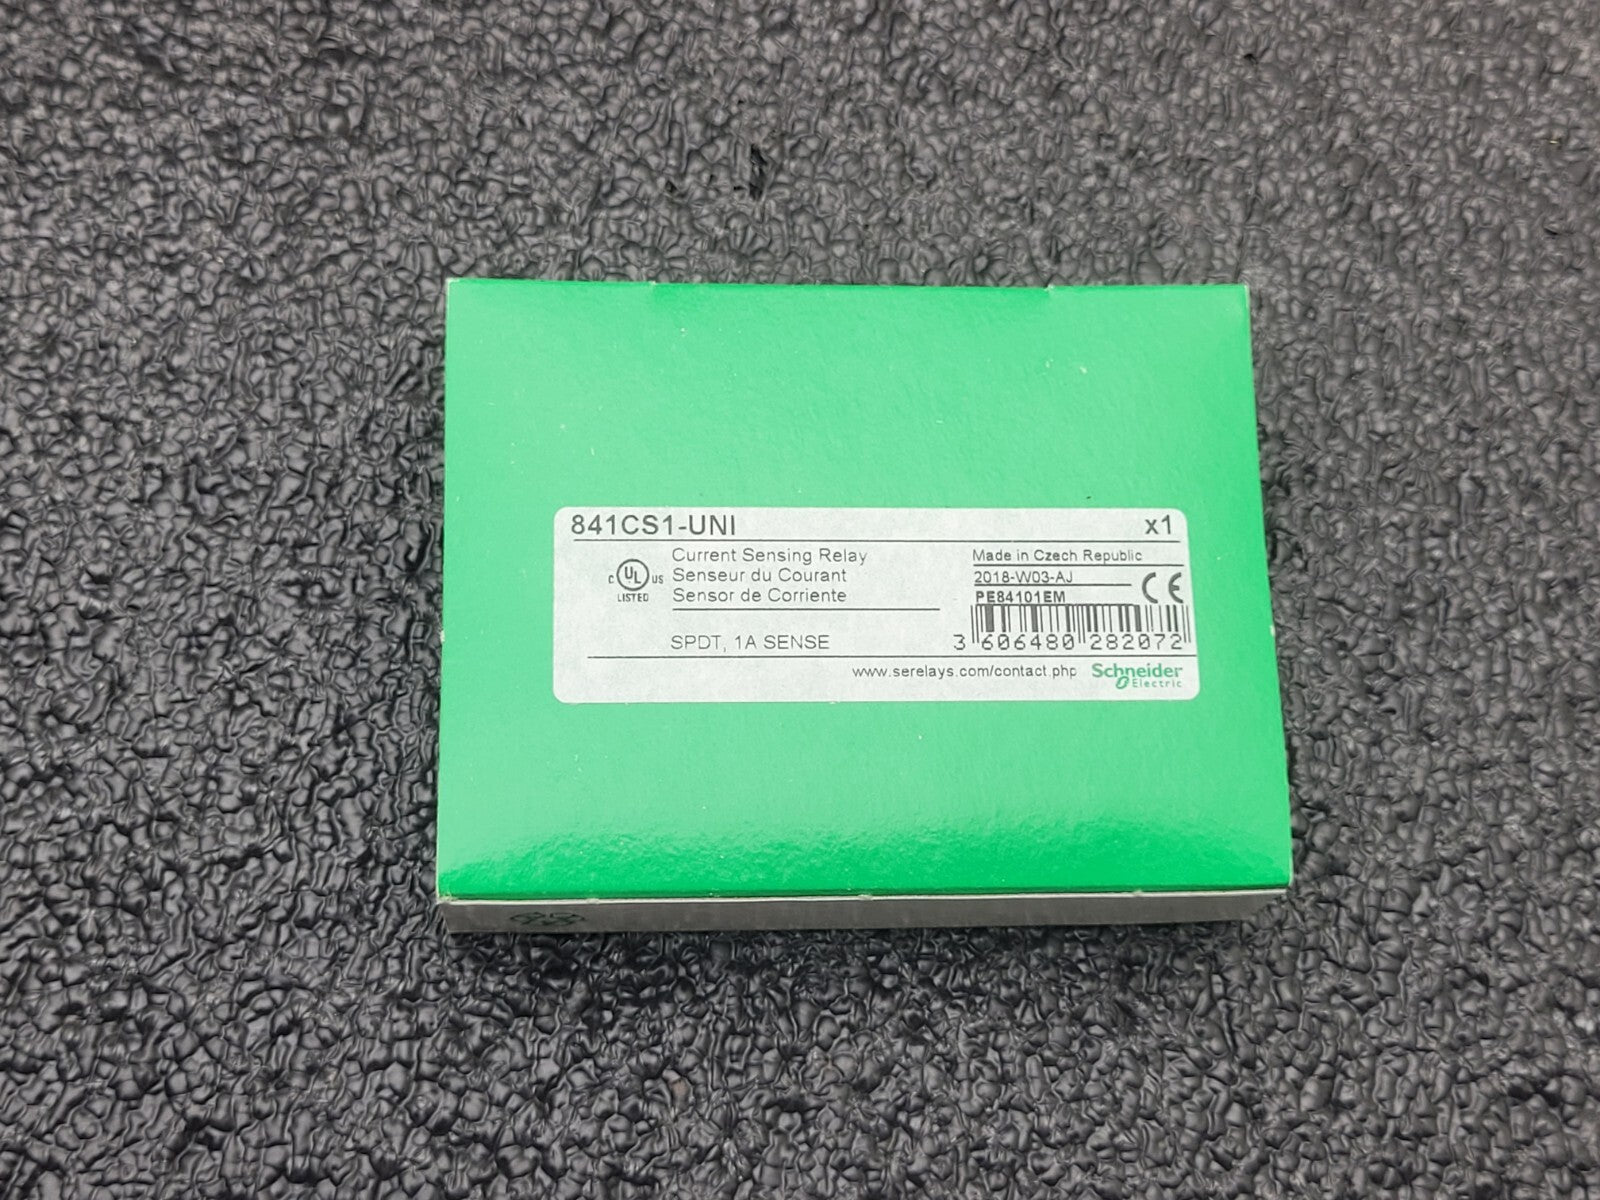 841CS1-UNI x1
Current Sensing Relay
Senseur du Courant
Sensor de Corriente
Made in Czech Republic
2018-W03-AJ
PE84101EM
C UL US
LISTED
CE
SPDT, 1A SENSE
3 606480 282072
www.serelays.com/contact.php
Schneider
Electric